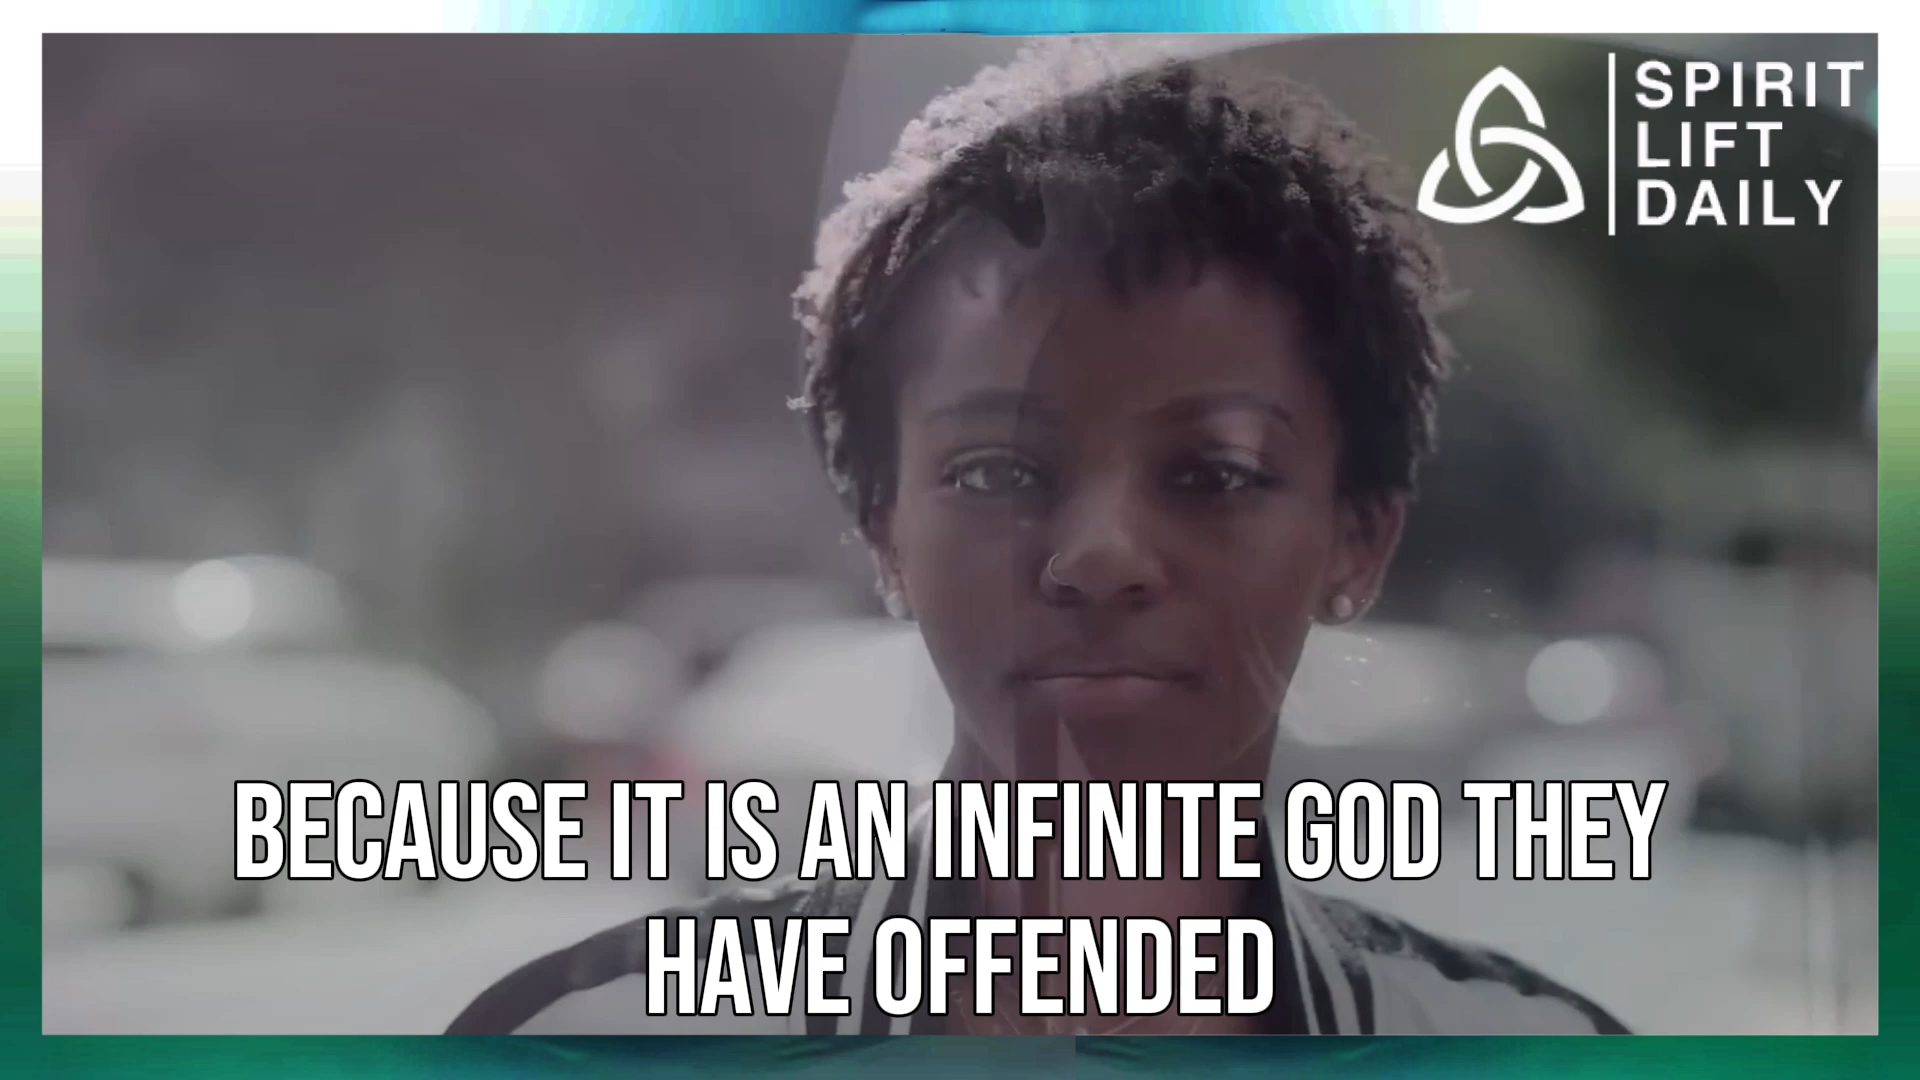 SPIRIT
LIFT
DAILY
BECAUSE IT IS AN INFINITE GOD THEY
HAVE OFFENDED